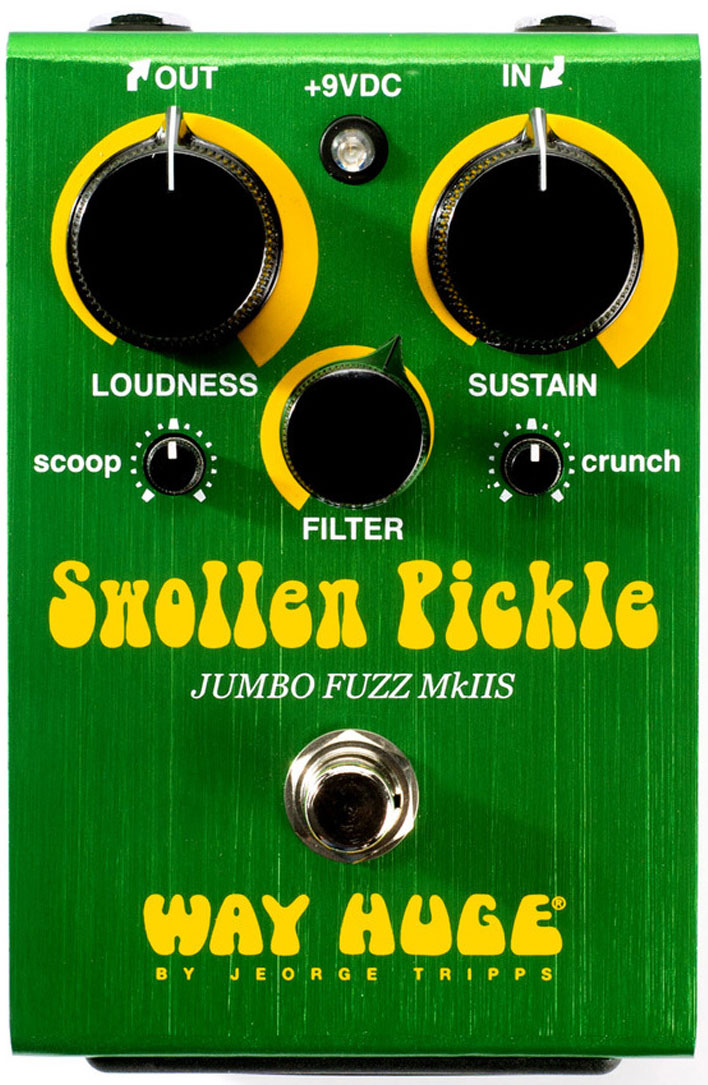 OUT
+9VDC
IN
LOUDNESS
SUSTAIN
scoop
crunch
FILTER
Swollen Pickle
JUMBO FUZZ MkIIS
WAY HUGE®
BY JEORGE TRIPPS